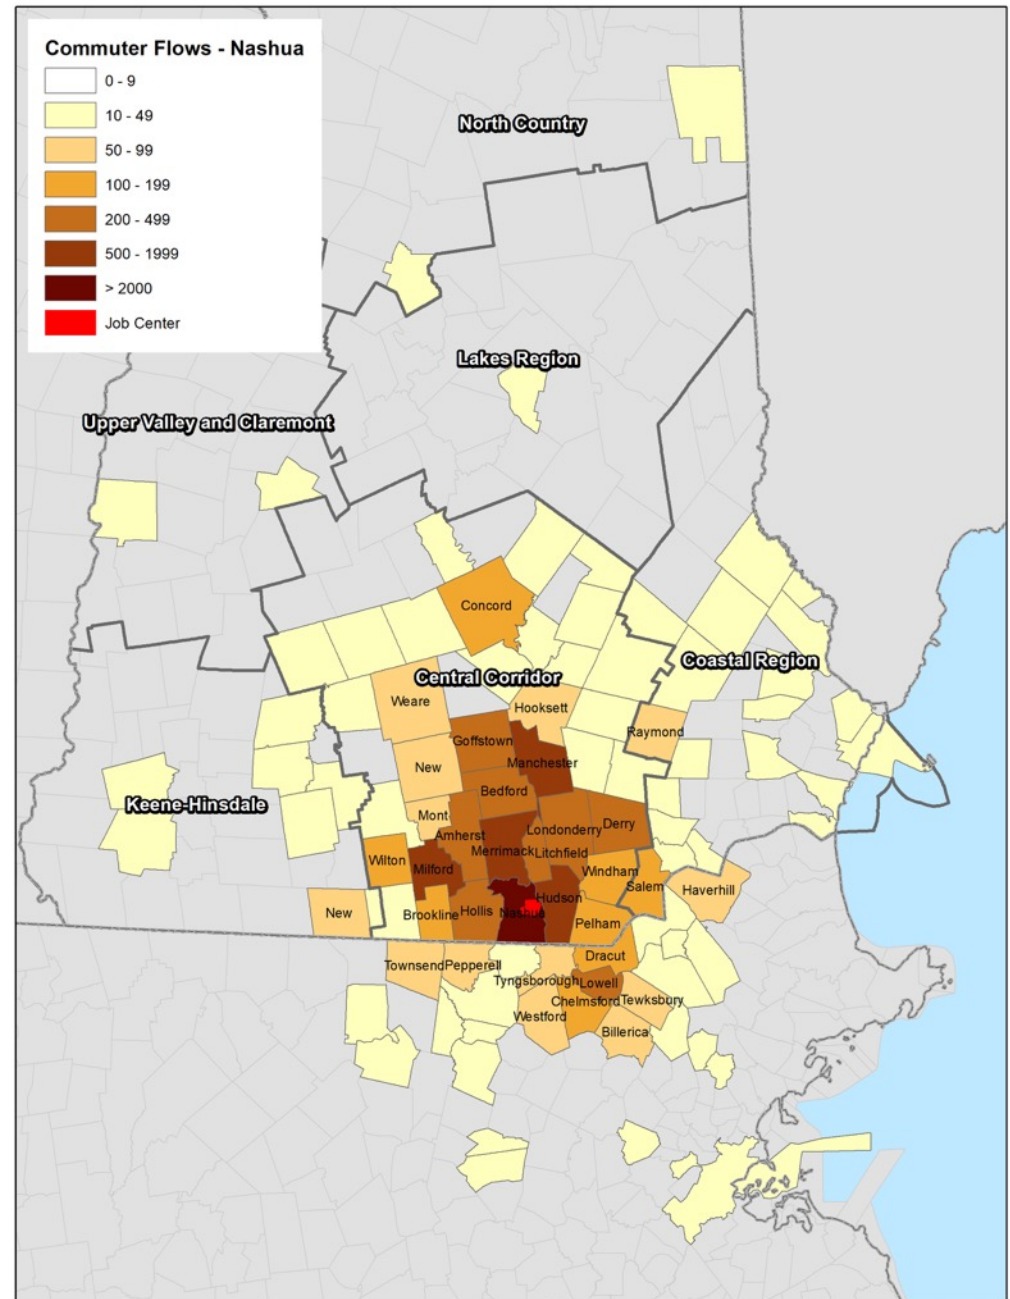 Commuter Flows - Nashua
0 - 9
10 - 49
50 - 99
100 - 199
200 - 499
500 - 1999
> 2000
Job Center
North Country
Lakes Region
Upper Valley and Claremont
Concord
Coastal Region
Central Corridor
Weare
Hooksett
Raymond
Goffstown
Manchester
New
Bedford
Keene-Hinsdale
Mont
Amherst
Londonderry
Derry
Merrimack
Litchfield
Wilton
Milford
Windham
Salem
Haverhill
Hudson
New
Brookline
Hollis
Nashua
Pelham
Dracut
Townsend
Pepperell
Tyngsborough
Lowell
Chelmsford
Tewksbury
Westford
Billerica